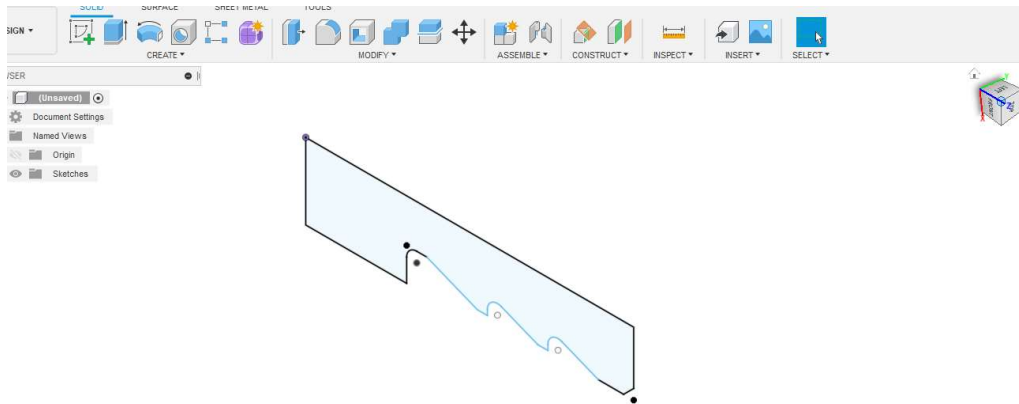 SOLID SURFACE SHEET METAL TOOLS
SIGN ▾
CREATE ▾ MODIFY ▾ ASSEMBLE ▾ CONSTRUCT ▾ INSPECT ▾ INSERT ▾ SELECT ▾
WSER
(Unsaved)
Document Settings
Named Views
Origin
Sketches